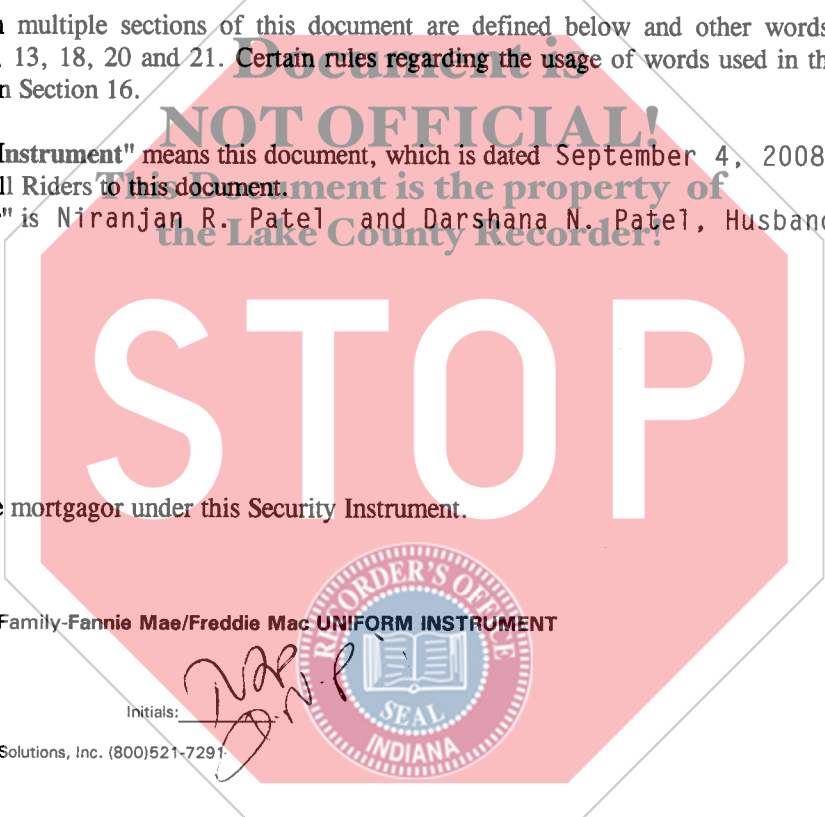 multiple sections of this document are defined below and other words
, 13, 18, 20 and 21. Certain rules regarding the usage of words used in th
n Section 16.
Document is
NOT OFFICIAL!
Instrument" means this document, which is dated September 4, 2008
ll Riders to this document.
This Document is the property of
" is Niranjan R. Patel and Darshana N. Patel, Husband
the Lake County Recorder!
STOP
e mortgagor under this Security Instrument.
RECORDER'S OFFICE
Family-Fannie Mae/Freddie Mac UNIFORM INSTRUMENT
NRP
Initials:
D.N.P
SEAL
INDIANA
Solutions, Inc. (800)521-7291